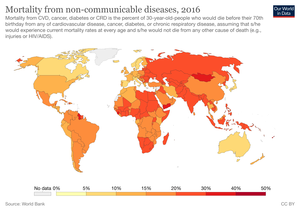 Mortality from non-communicable diseases, 2016
Our World
in Data
Mortality from CVD, cancer, diabetes or CRD is the percent of 30-year-old-people who would die before their 70th
birthday from any of cardiovascular disease, cancer, diabetes, or chronic respiratory disease, assuming that s/he
would experience current mortality rates at every age and s/he would not die from any other cause of death (e.g.,
injuries or HIV/AIDS).
No data 0% 5% 10% 15% 20% 25% 30% 40% 50%
Source: World Bank
CC BY